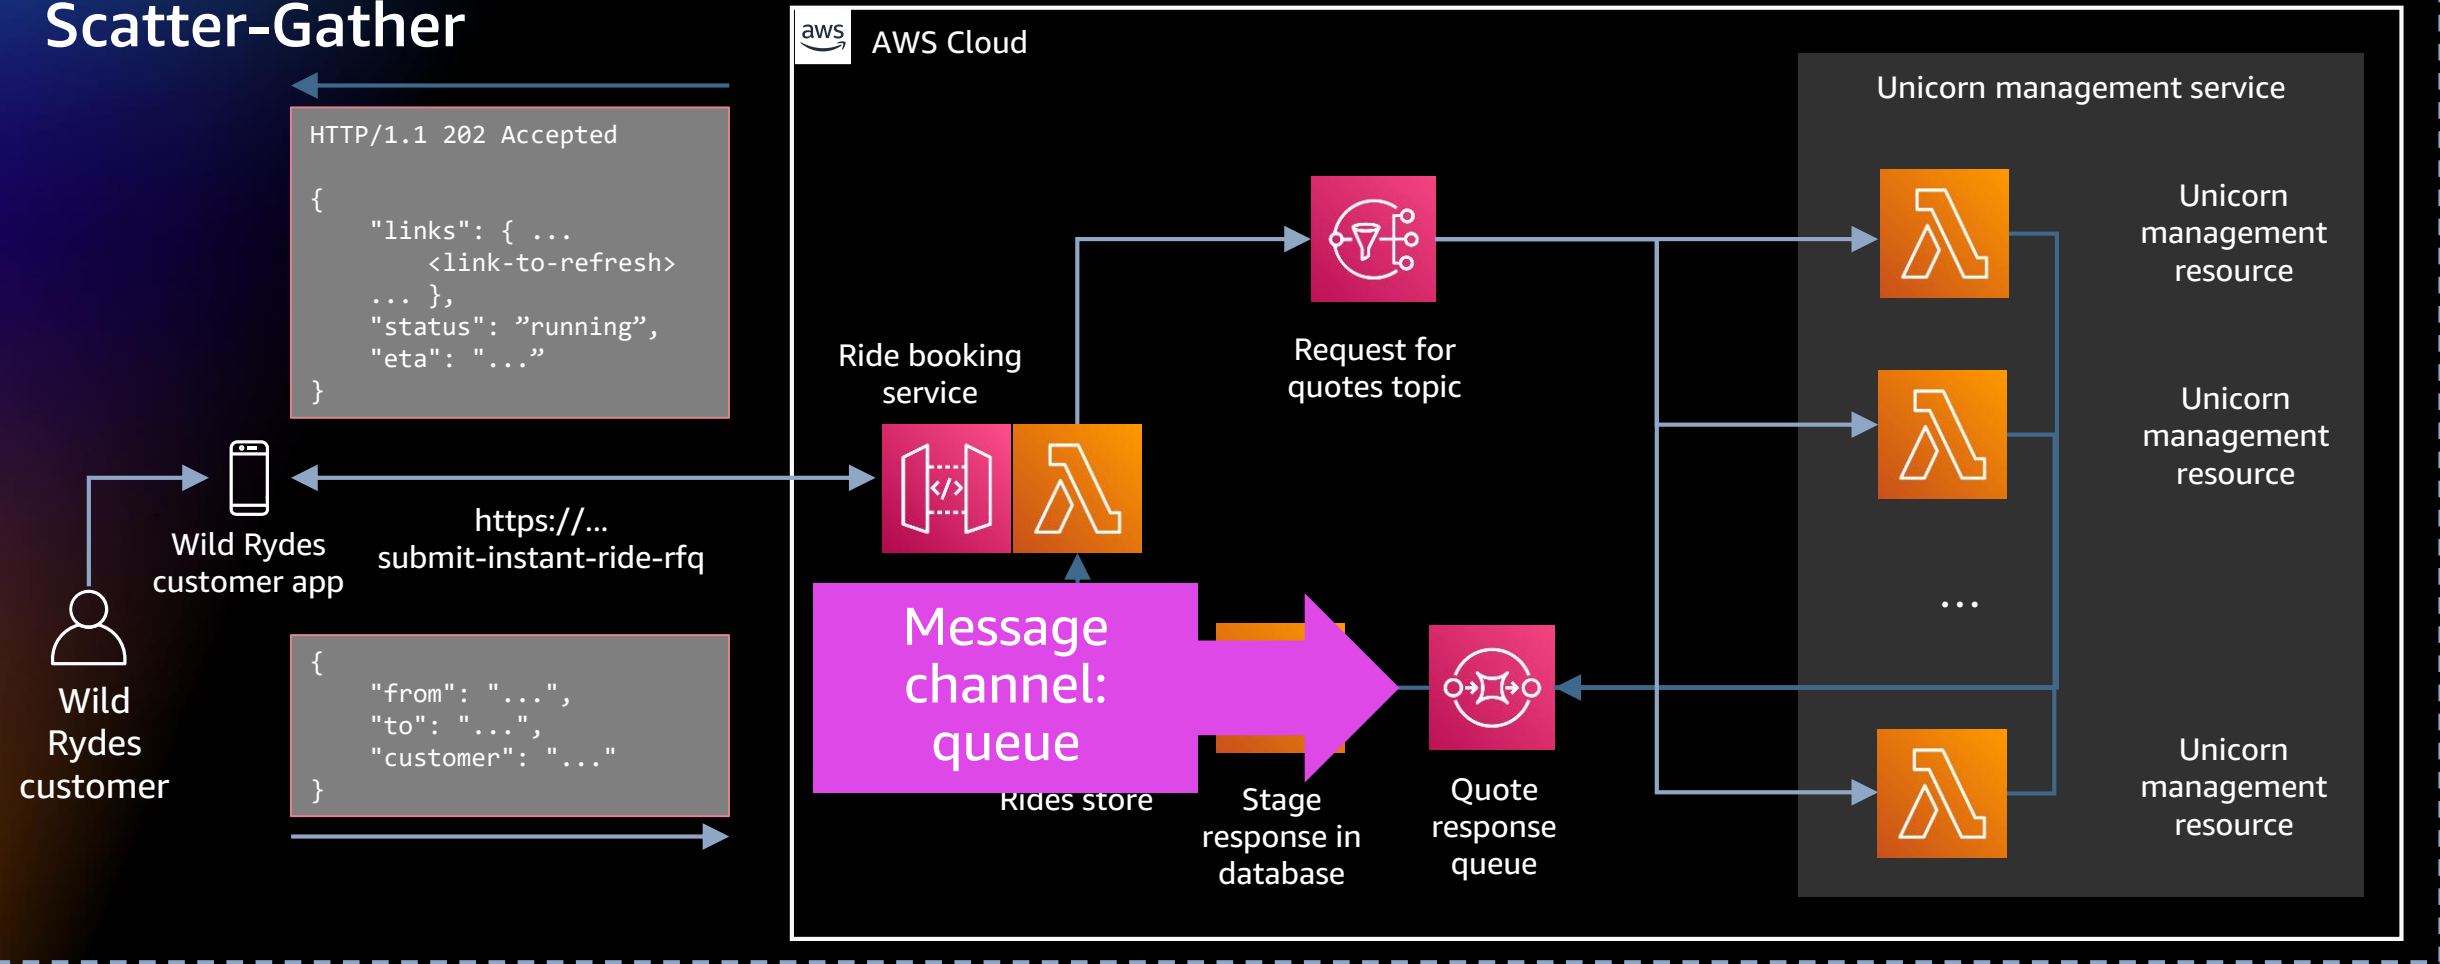 Scatter-Gather
aws
AWS Cloud
Unicorn management service
HTTP/1.1 202 Accepted
{
"links": { ...
<link-to-refresh>
... },
"status": ”running”,
"eta": "...”
}
Ride booking
service
Request for
quotes topic
Unicorn
management
resource
Unicorn
management
resource
...
Unicorn
management
resource
https://...
submit-instant-ride-rfq
Wild Rydes
customer app
Wild
Rydes
customer
{
"from": "...",
"to": "...",
"customer": "..."
}
Message
channel:
queue
Rides store
Stage
response in
database
Quote
response
queue